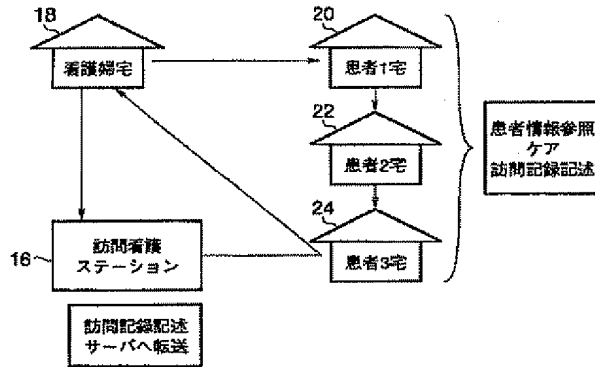 18
看護婦宅
20
患者1宅
22
患者2宅
24
患者3宅
患者情報参照
ケア
訪問記録記述
16
訪問看護
ステーション
訪問記録記述
サーバへ転送